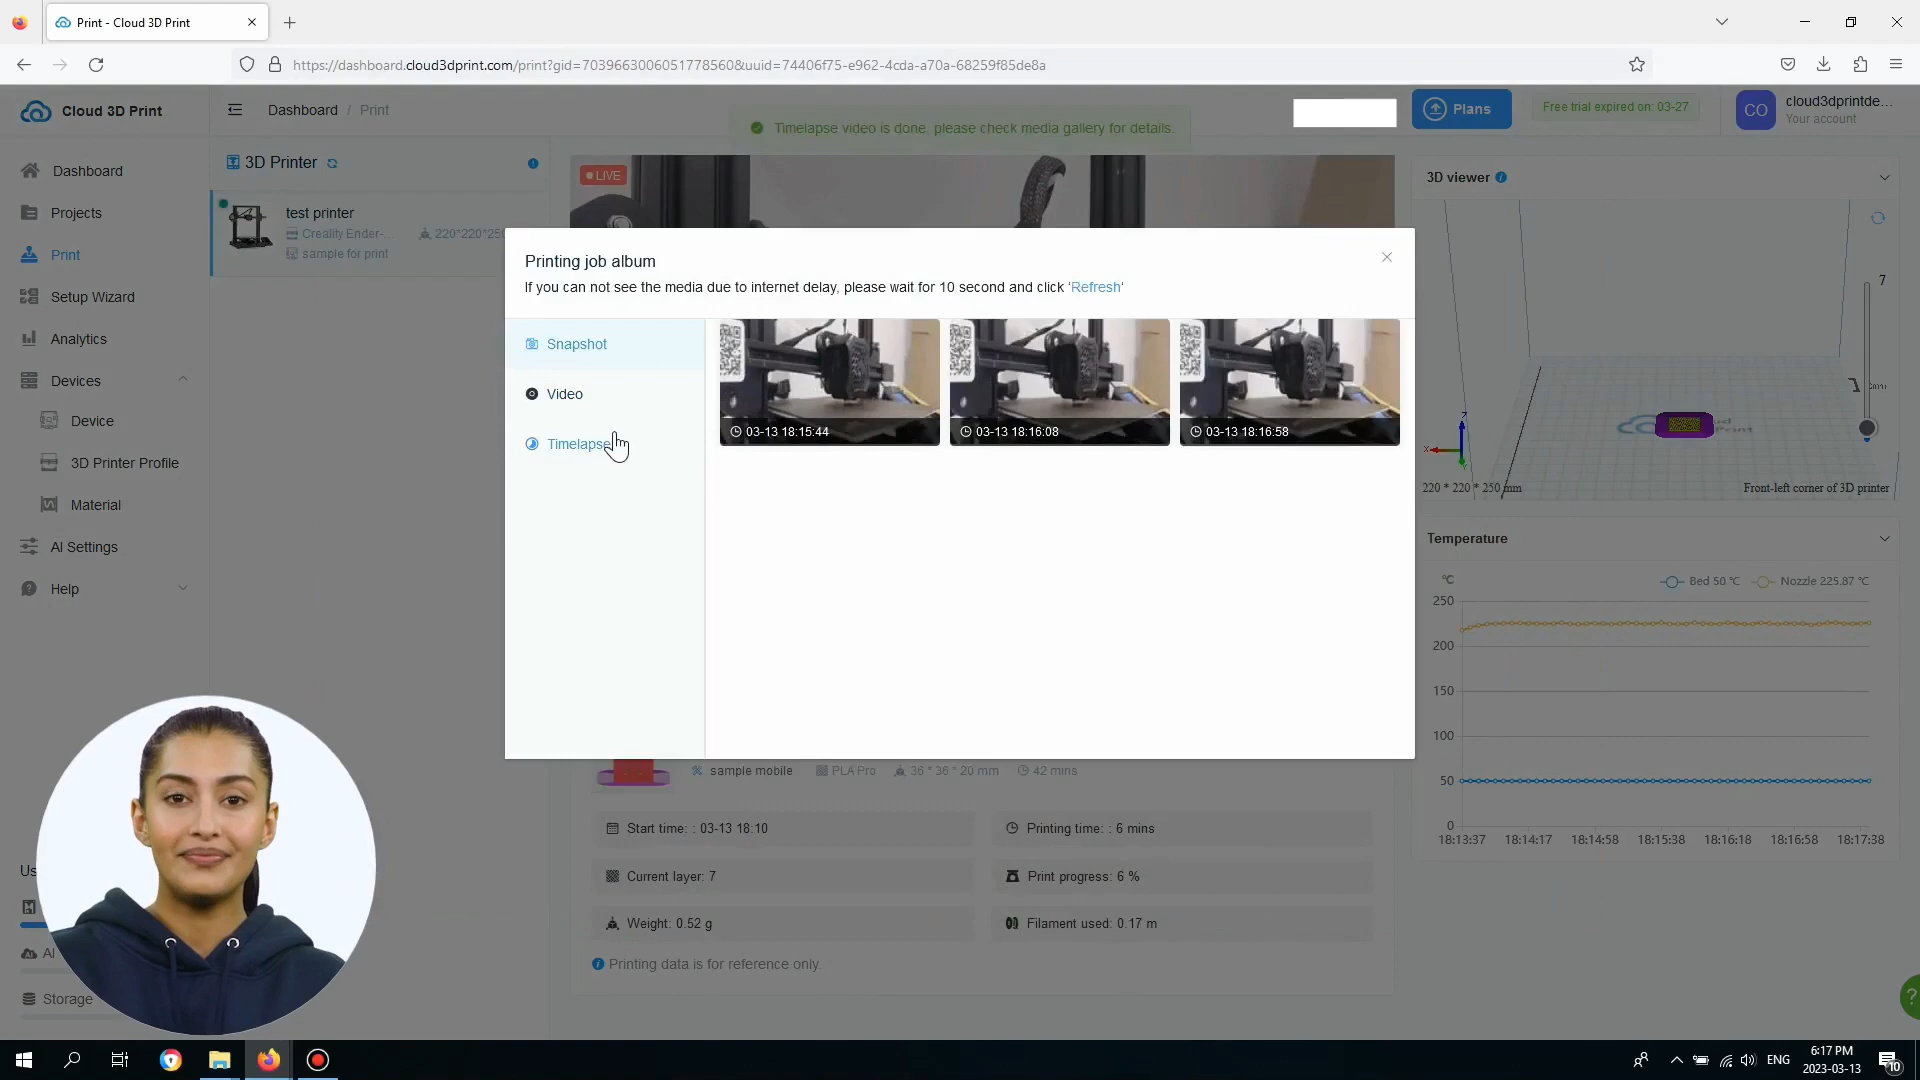 Print - Cloud 3D Print
https://dashboard.cloud3dprint.com/print?gid=7039663006051778560&uuid=74406f75-e962-4cda-a70a-68259f85de8a
Cloud 3D Print
Dashboard / Print
Timelapse video is done, please check media gallery for details.
Plans
Free trial expired on: 03-27
CO
cloud3dprintde...
Your account
Dashboard
Projects
Print
Setup Wizard
Analytics
Devices
Device
3D Printer Profile
Material
AI Settings
Help
AI
Storage
3D Printer
test printer
Creality Ender-...
220*220*250
sample for print
LIVE
Printing job album
If you can not see the media due to internet delay, please wait for 10 second and click 'Refresh'
Snapshot
Video
Timelapse
03-13 18:15:44
03-13 18:16:08
03-13 18:16:58
sample mobile
PLA Pro
36 * 36 * 20 mm
42 mins
Start time: : 03-13 18:10
Printing time: : 6 mins
Current layer: 7
Print progress: 6 %
Weight: 0.52 g
Filament used: 0.17 m
Printing data is for reference only.
3D viewer
7
Z
X
Y
220 * 220 * 250 mm
Front-left corner of 3D printer
Temperature
°C
Bed 50 °C
Nozzle 225.87 °C
250
200
150
100
50
0
18:13:37
18:14:17
18:14:58
18:15:38
18:16:18
18:16:58
18:17:38
?
ENG
6:17 PM
2023-03-13
10